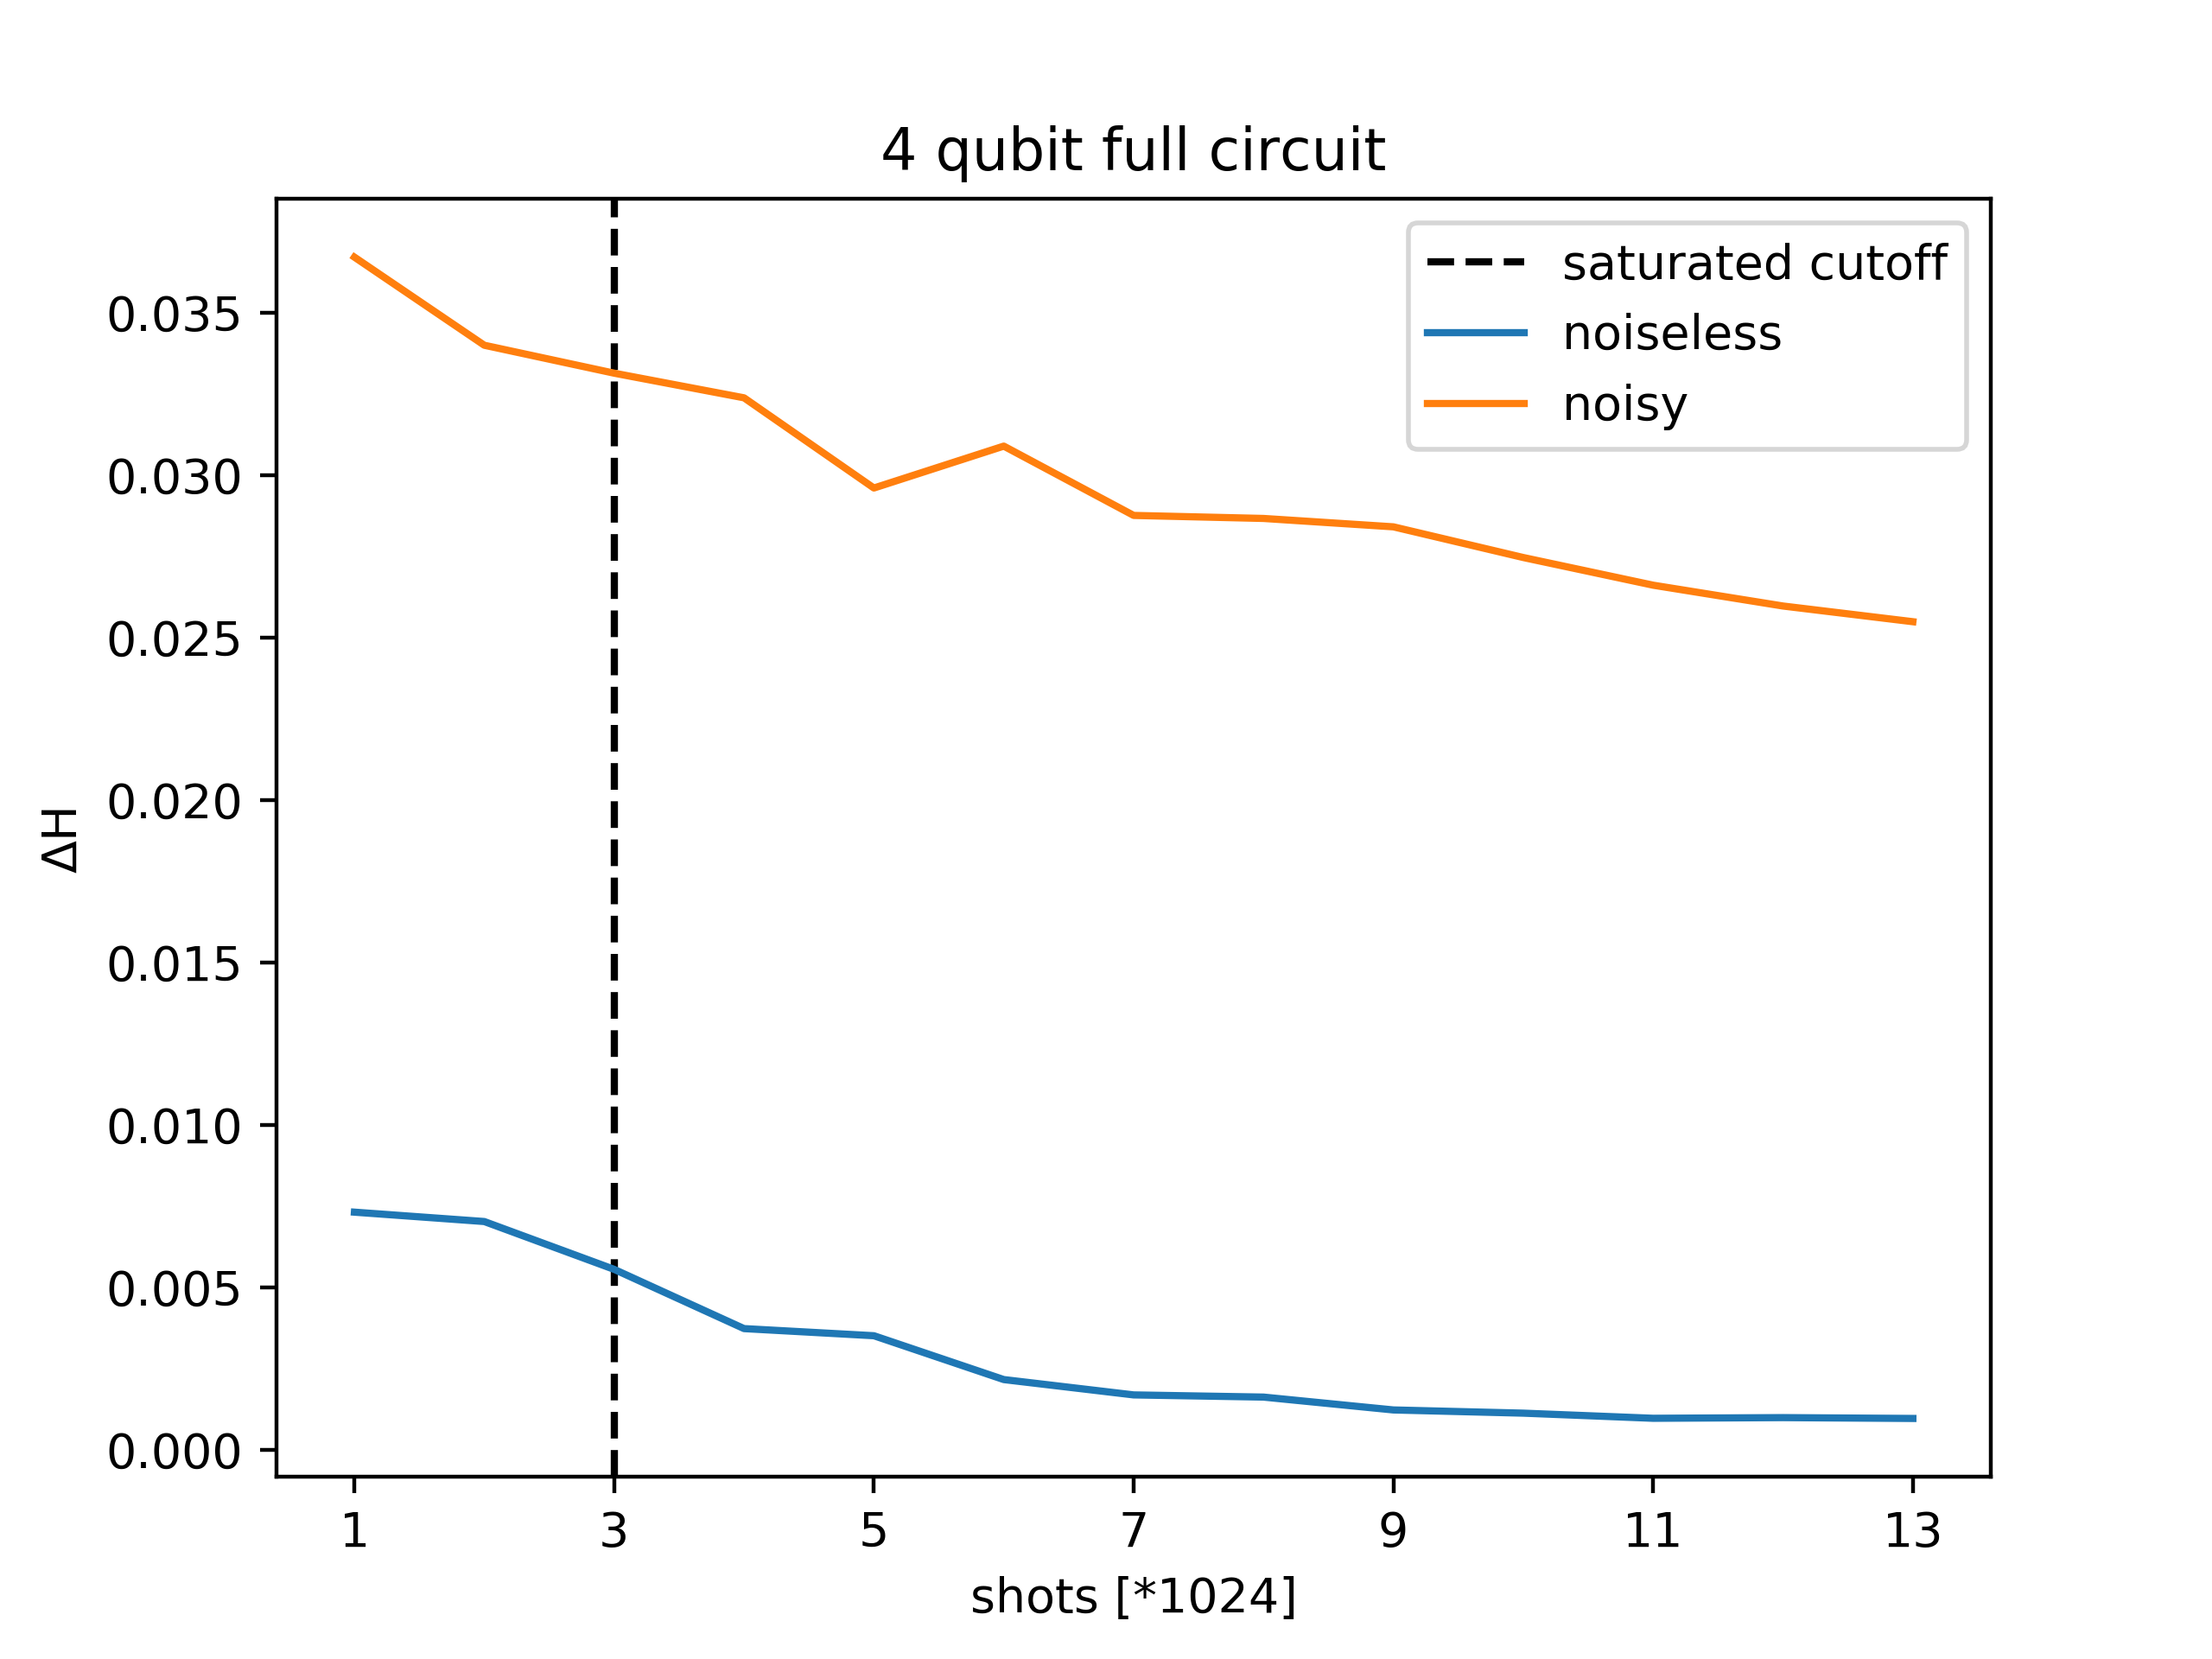 4 qubit full circuit
saturated cutoff
noiseless
noisy
0.035
0.030
0.025
0.020
0.015
0.010
0.005
0.000
ΔH
1 3 5 7 9 11 13
shots [*1024]